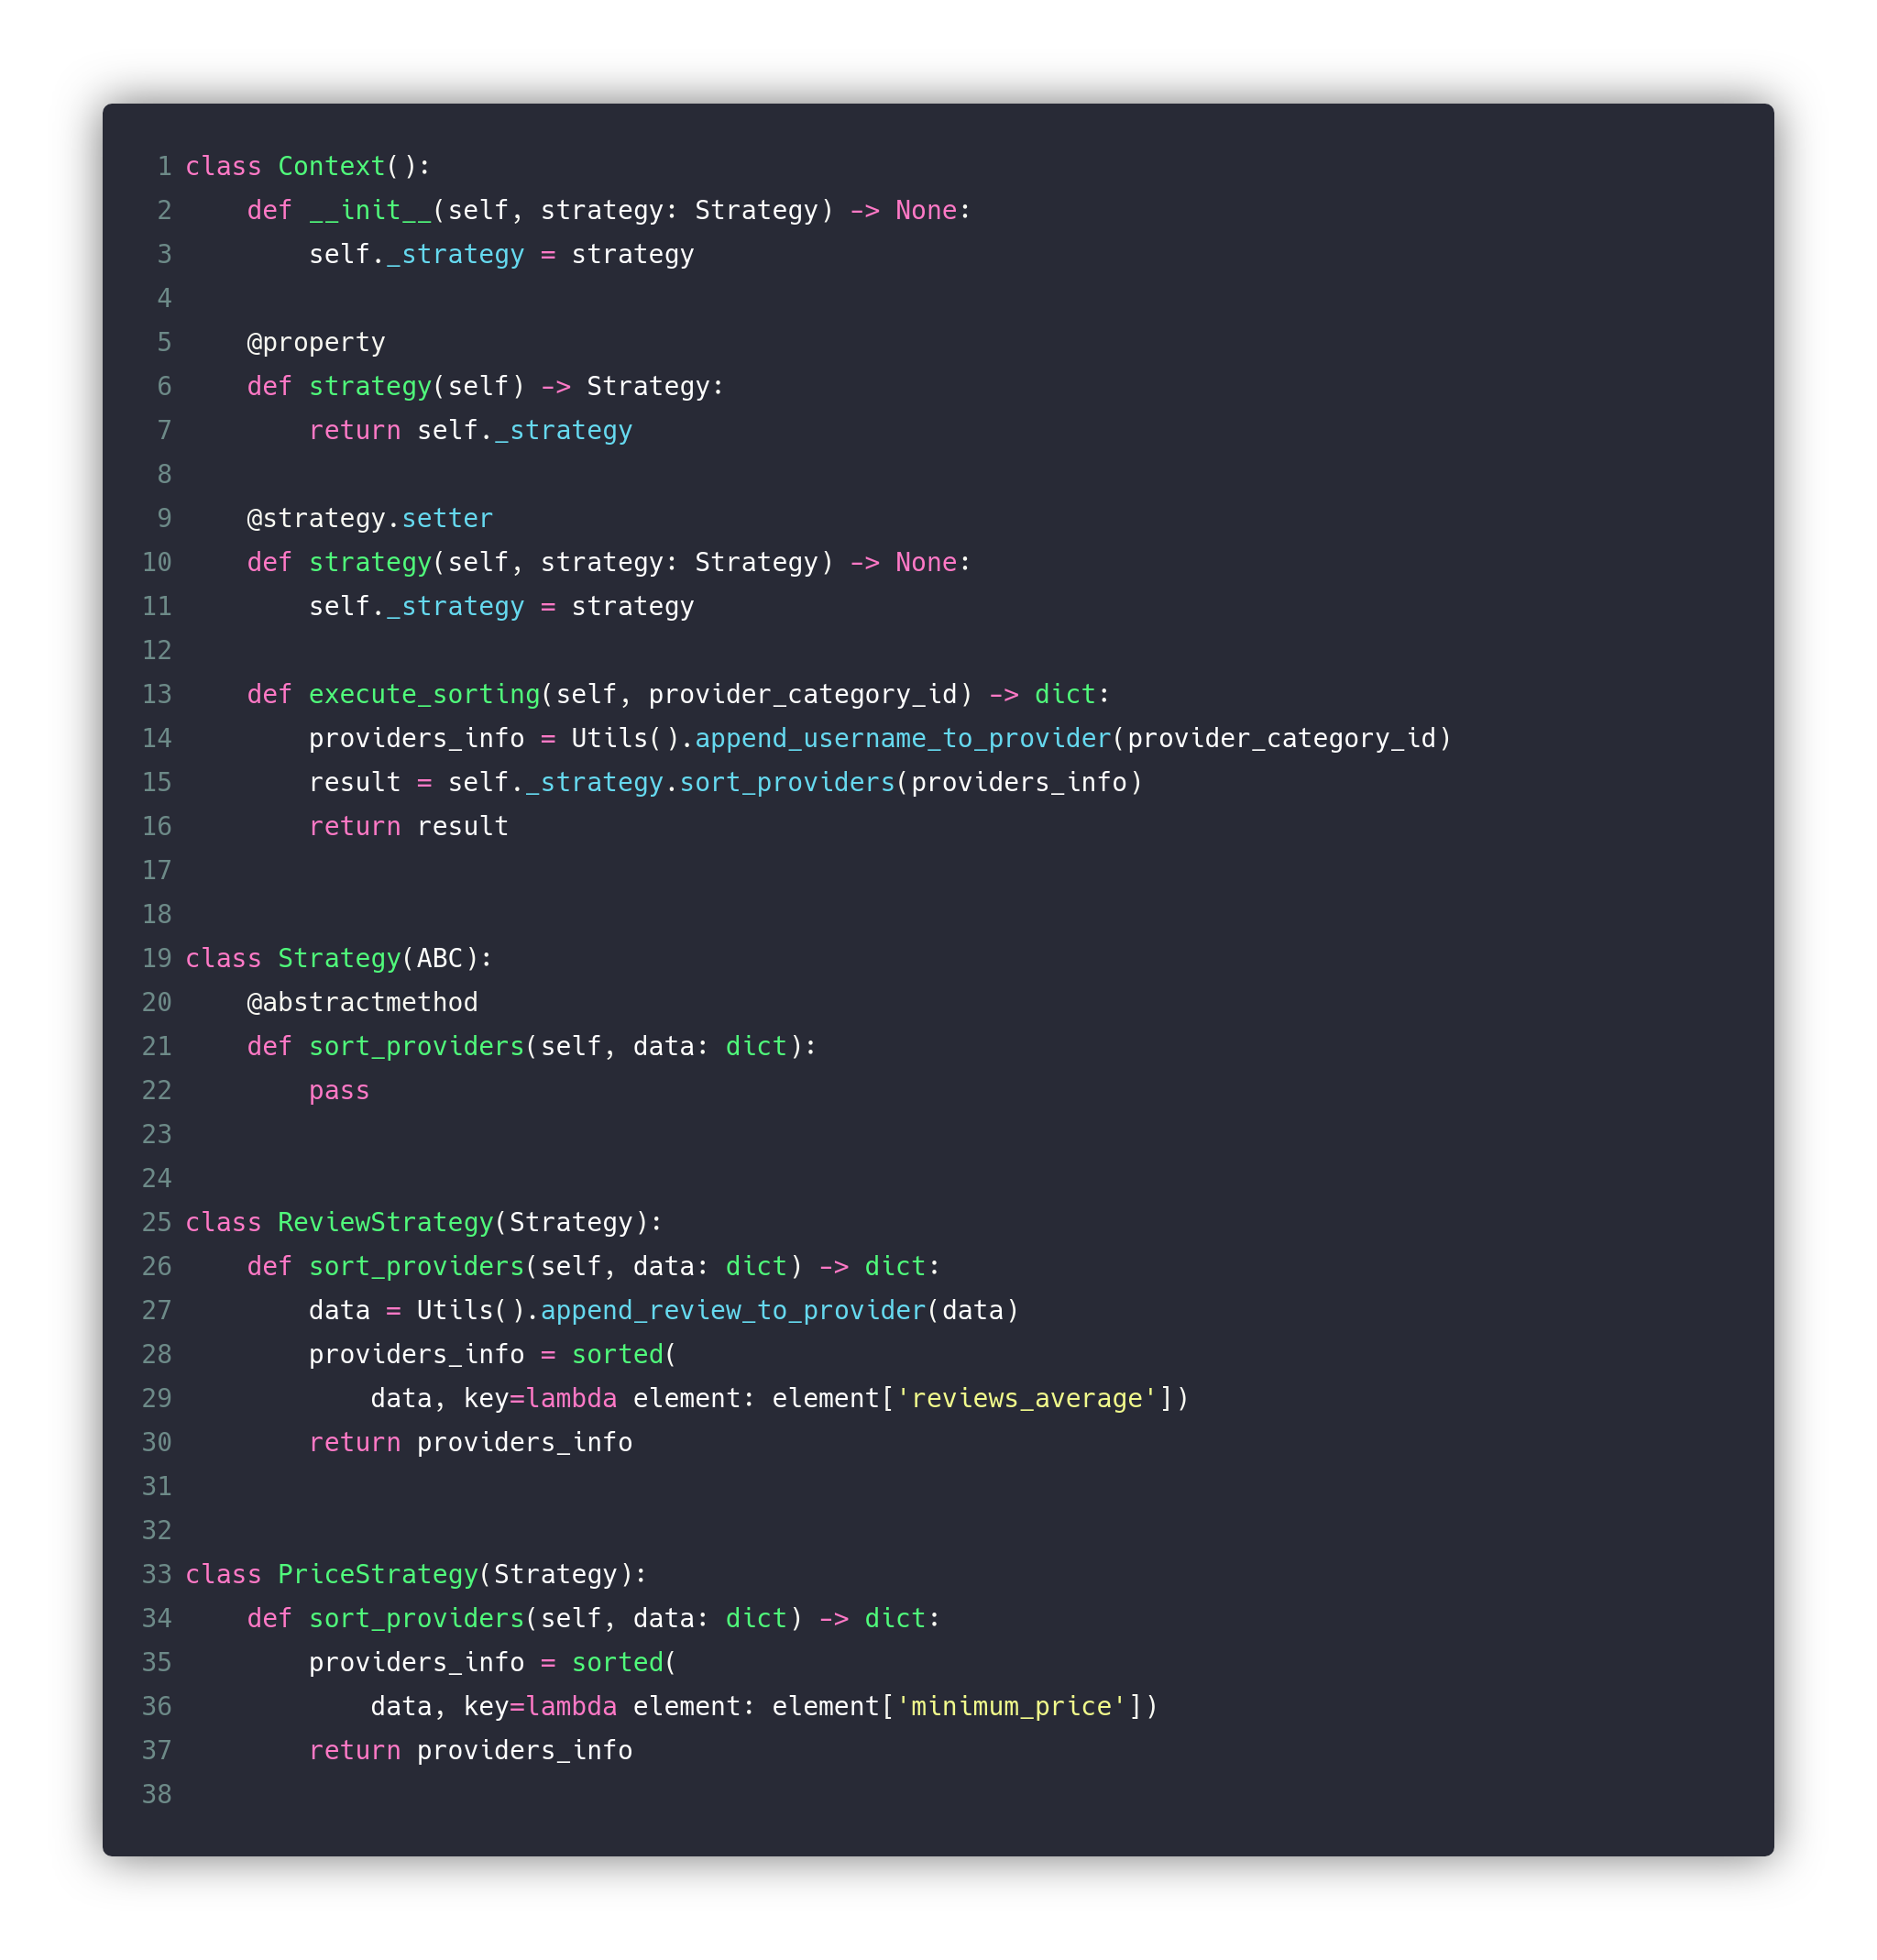 1 class Context():
2     def __init__(self, strategy: Strategy) -> None:
3         self._strategy = strategy
4
5     @property
6     def strategy(self) -> Strategy:
7         return self._strategy
8
9     @strategy.setter
10     def strategy(self, strategy: Strategy) -> None:
11         self._strategy = strategy
12
13     def execute_sorting(self, provider_category_id) -> dict:
14         providers_info = Utils().append_username_to_provider(provider_category_id)
15         result = self._strategy.sort_providers(providers_info)
16         return result
17
18
19 class Strategy(ABC):
20     @abstractmethod
21     def sort_providers(self, data: dict):
22         pass
23
24
25 class ReviewStrategy(Strategy):
26     def sort_providers(self, data: dict) -> dict:
27         data = Utils().append_review_to_provider(data)
28         providers_info = sorted(
29             data, key=lambda element: element['reviews_average'])
30         return providers_info
31
32
33 class PriceStrategy(Strategy):
34     def sort_providers(self, data: dict) -> dict:
35         providers_info = sorted(
36             data, key=lambda element: element['minimum_price'])
37         return providers_info
38